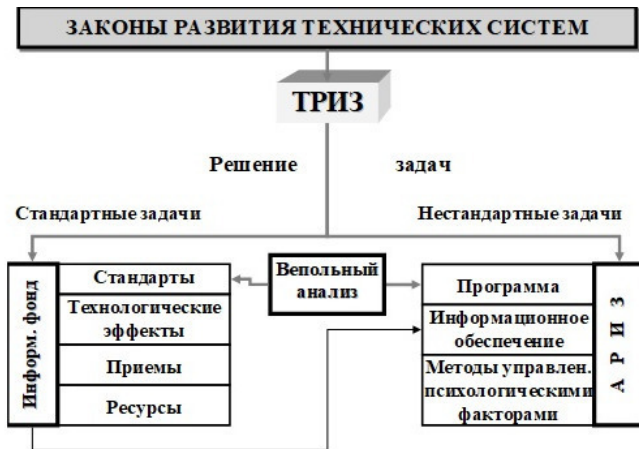 ЗАКОНЫ РАЗВИТИЯ ТЕХНИЧЕСКИХ СИСТЕМ
ТРИЗ
Решение задач
Стандартные задачи
Нестандартные задачи
Информ. фонд
Стандарты
Технологические
эффекты
Приемы
Ресурсы
Вепольный
анализ
Программа
Информационное
обеспечение
Методы управлен.
психологическими
факторами
АРИЗ